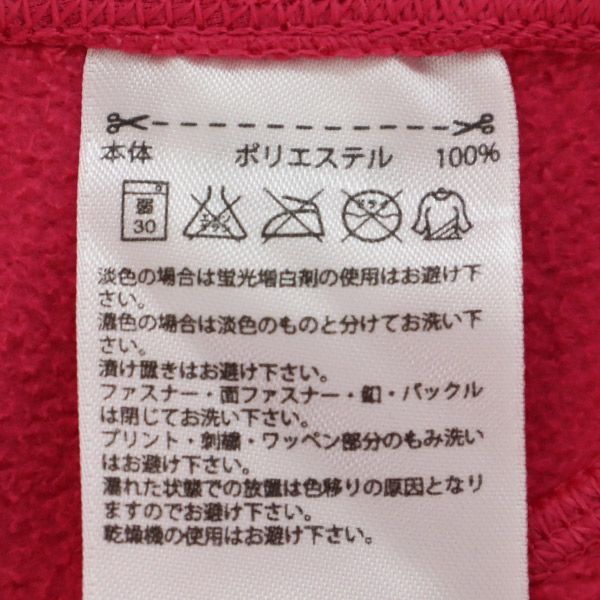 本体 ポリエステル 100%
弱
30
エンソ
サラシ
ドライ
淡色の場合は蛍光増白剤の使用はお避け下
さい。
濃色の場合は淡色のものと分けてお洗い下
さい。
漬け置きはお避け下さい。
ファスナー・面ファスナー・釦・バックル
は閉じてお洗い下さい。
プリント・刺繍・ワッペン部分のもみ洗い
はお避け下さい。
濡れた状態での放置は色移りの原因となり
ますのでお避け下さい。
乾燥機の使用はお避け下さい。